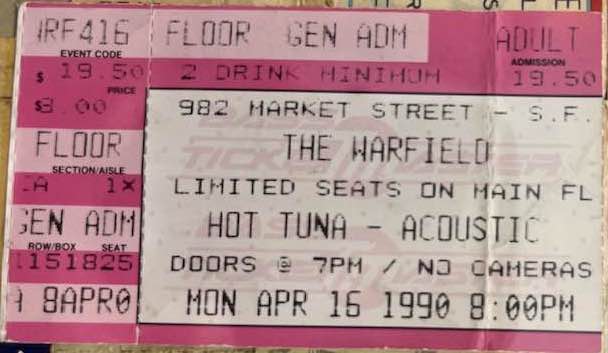 IRF416 FLOOR GEN ADM ADULT
EVENT CODE ADMISSION
$ 19.50 2 DRINK MINIMUM 19.50
PRICE
$3.00 982 MARKET STREET - S.F.
FLOOR THE WARFIELD
SECTION/AISLE
CA 1X LIMITED SEATS ON MAIN FL
GEN ADM HOT TUNA - ACOUSTIC
ROW/BOX SEAT
1151825 DOORS @ 7PM / NO CAMERAS
A 8APR0 MON APR 16 1990 8:00PM